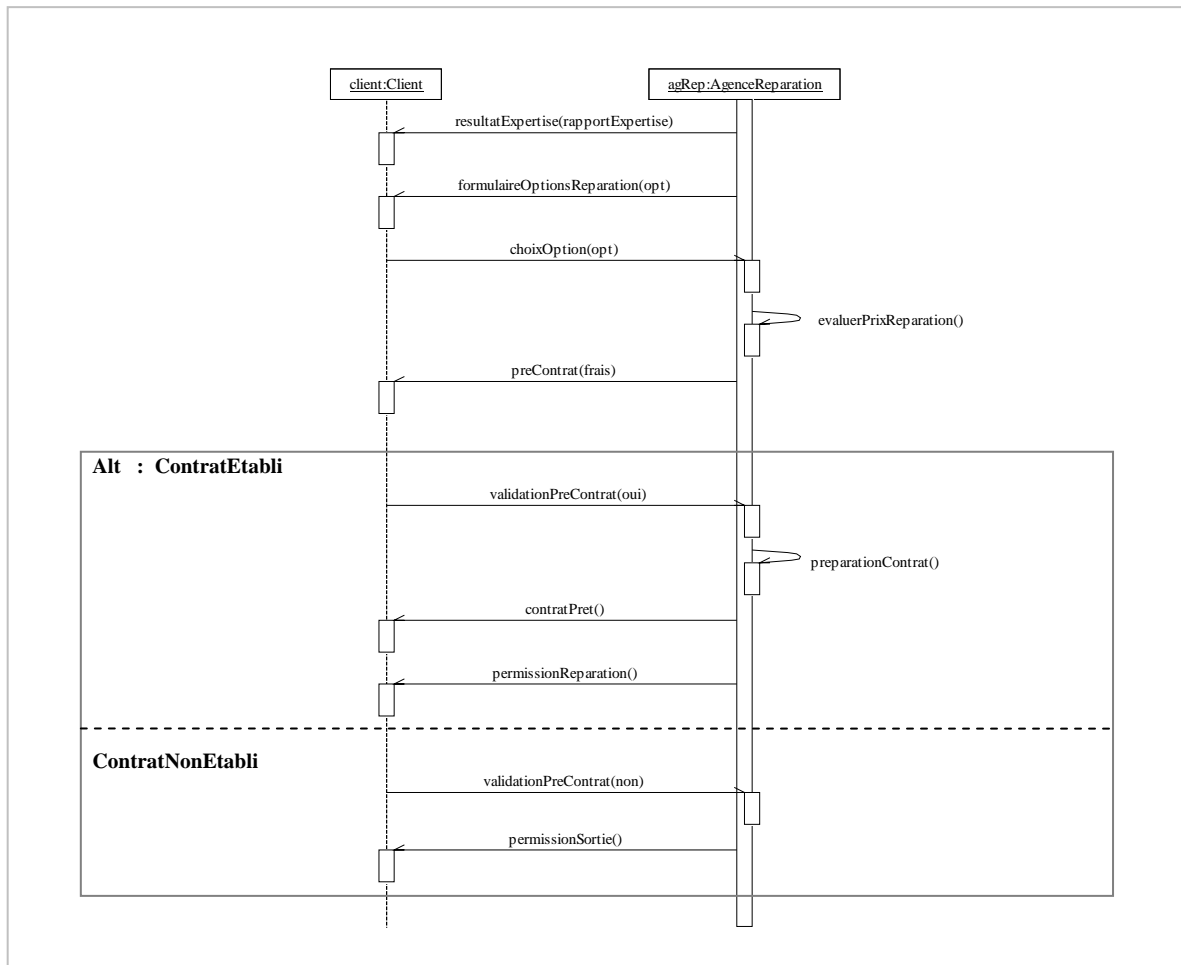 client:Client
agRep:AgenceReparation
resultatExpertise(rapportExpertise)
formulaireOptionsReparation(opt)
choixOption(opt)
evaluerPrixReparation()
preContrat(frais)
Alt : ContratEtabli
validationPreContrat(oui)
preparationContrat()
contratPret()
permissionReparation()
ContratNonEtabli
validationPreContrat(non)
permissionSortie()